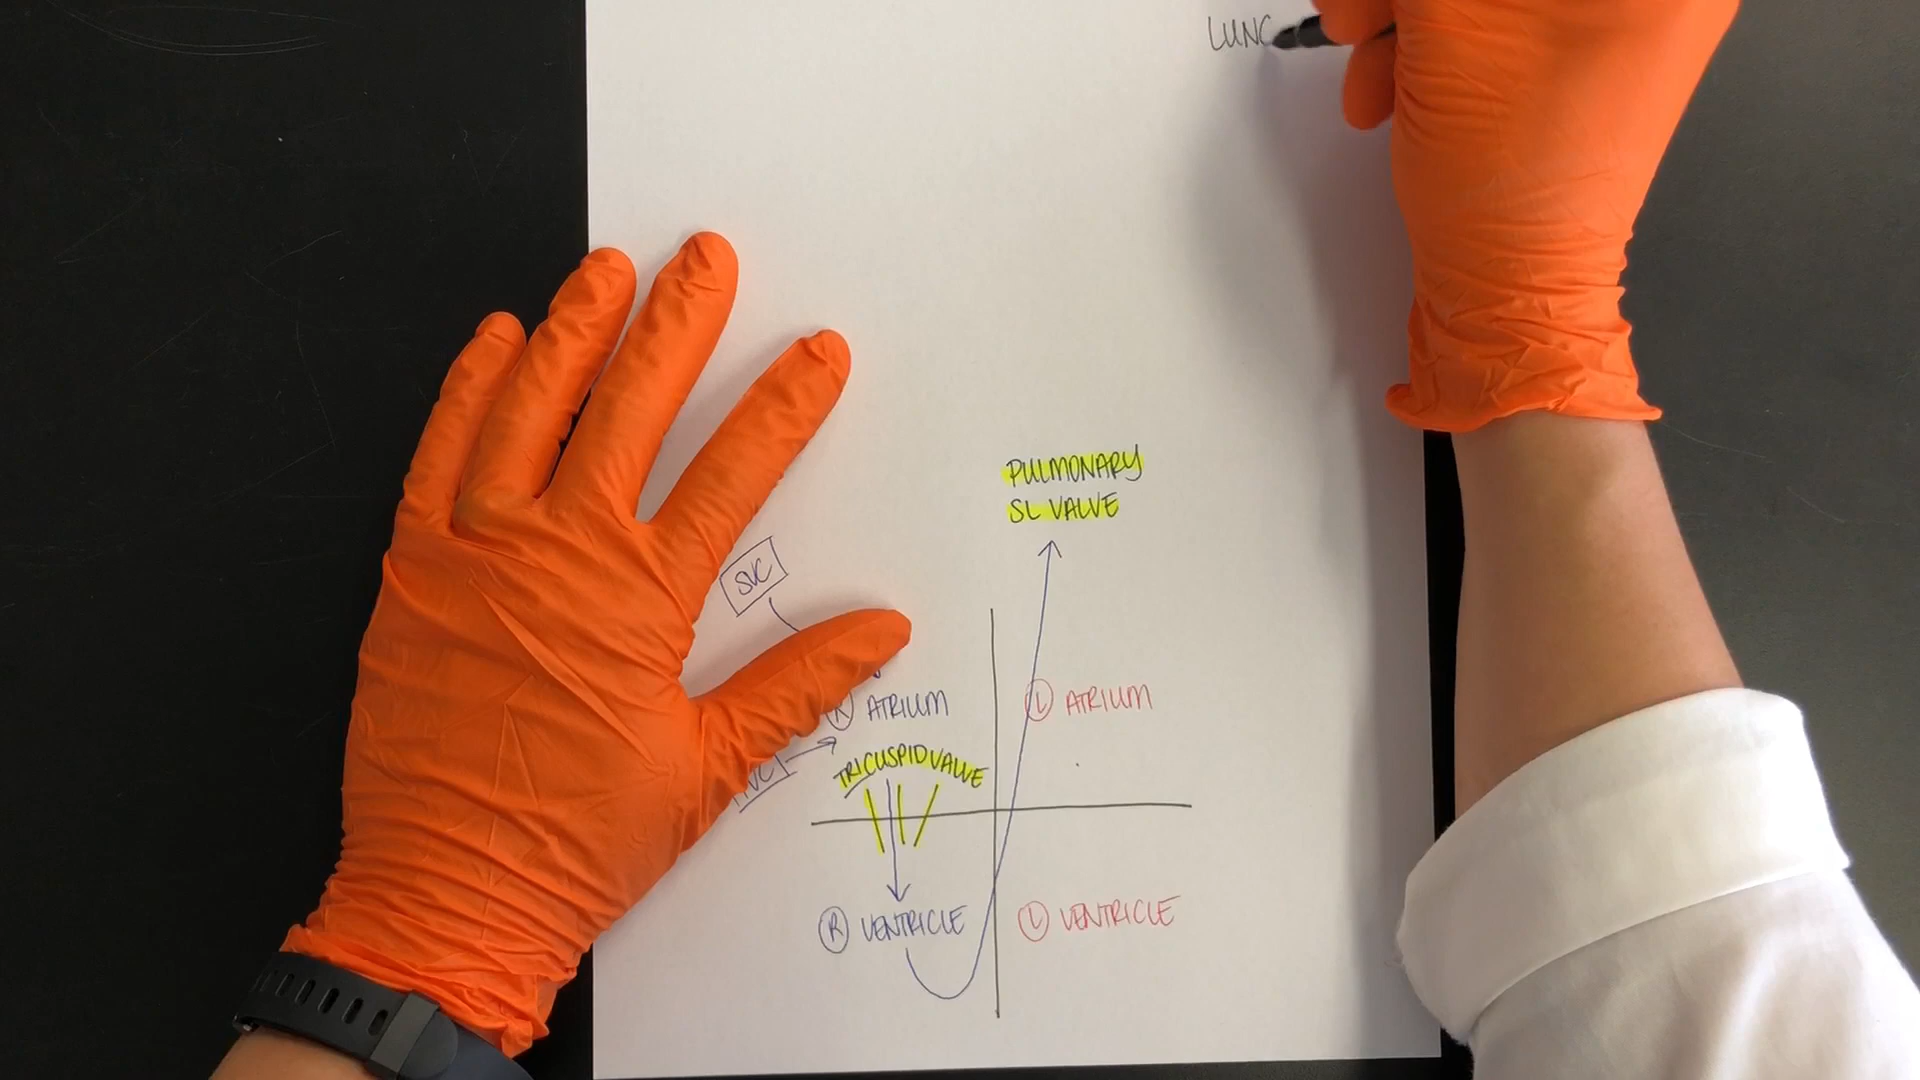 LUNG
PULMONARY
SL VALVE
SVC
R ATRIUM
L ATRIUM
TRICUSPID VALVE
IVC
R VENTRICLE
L VENTRICLE